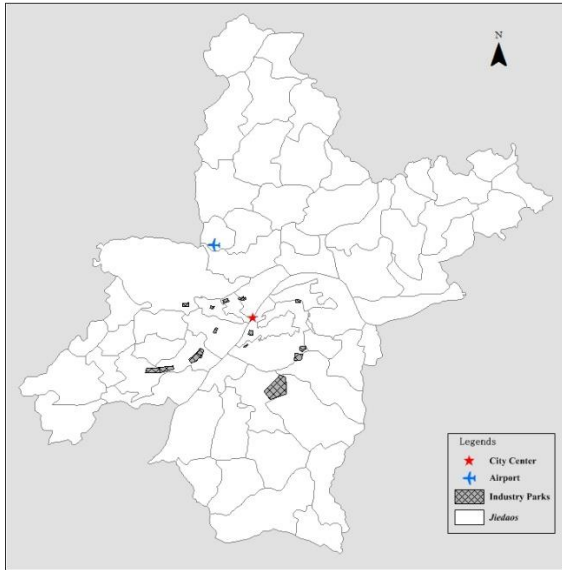 N
Legends
City Center
Airport
Industry Parks
Jiedaos